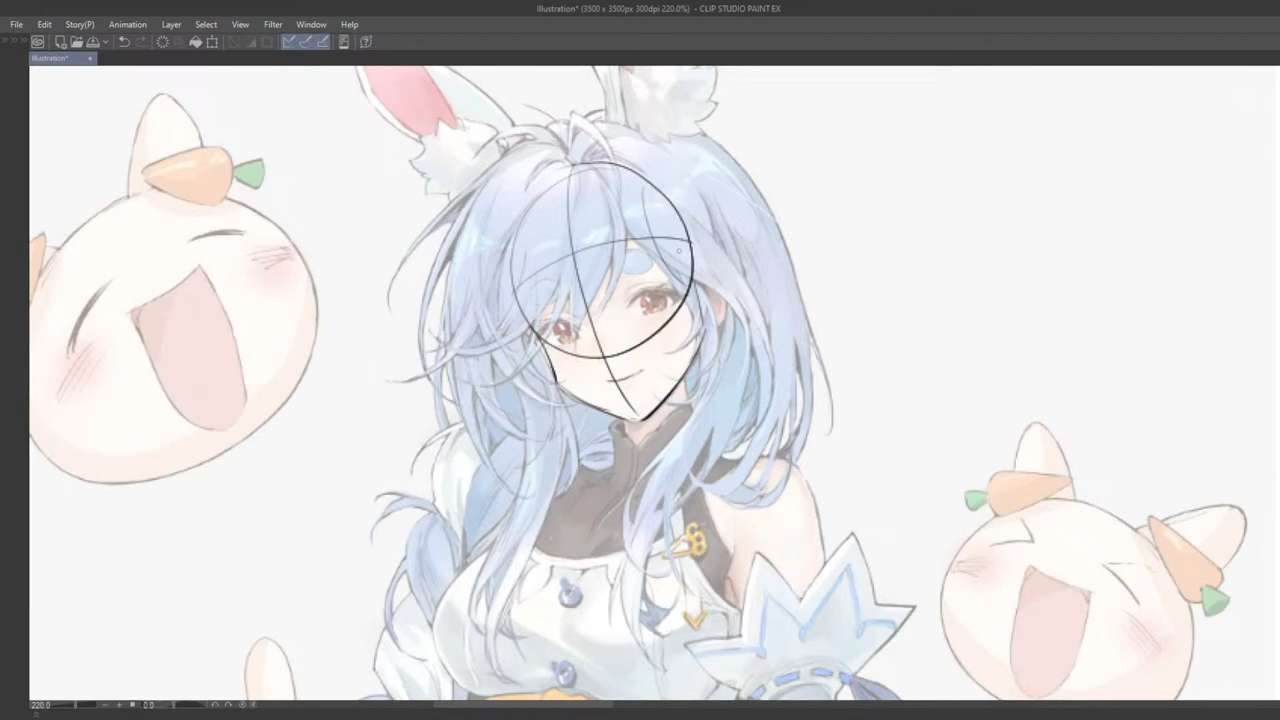 Illustration* (3500 x 3500px 300dpi 220.0%) - CLIP STUDIO PAINT EX
File Edit Story(P) Animation Layer Select View Filter Window Help
Illustration*
220.0 0.0